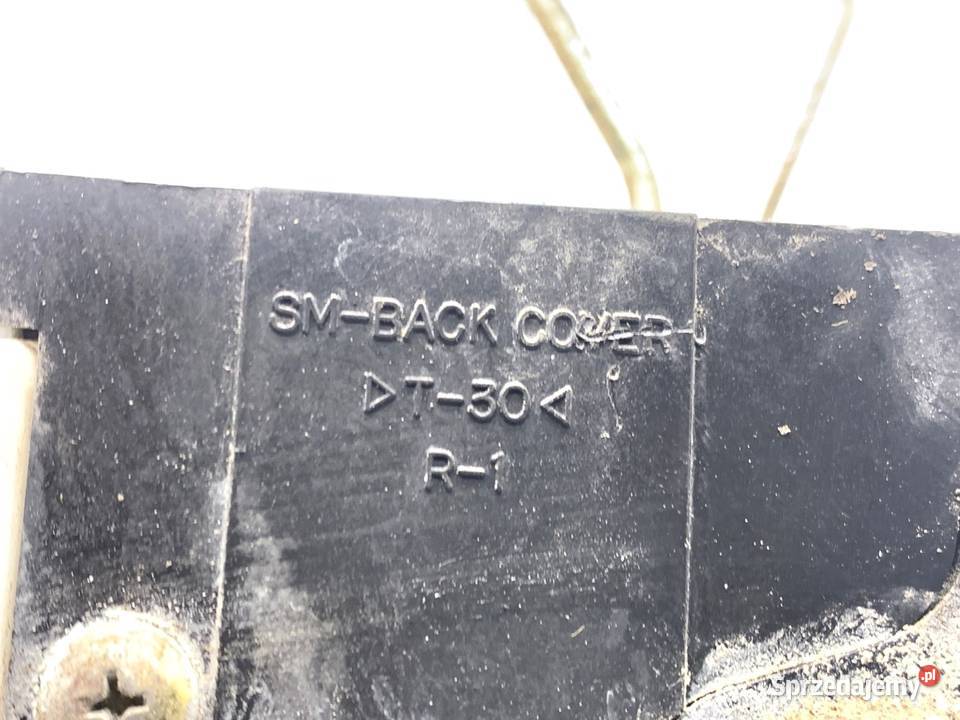 SM-BACK COVER
▷T-30◁
R-1
Sprzedajemy.pl